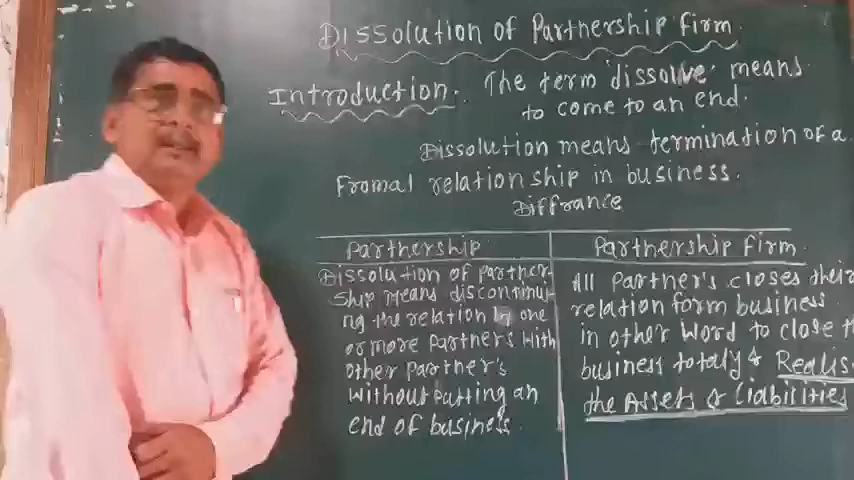 Dissolution of Partnership firm.
Introduction. The term 'dissolve' means
to come to an end.
Dissolution means termination of a
Fromal relationship in business.
Diffrance
Partnership
Dissolution of partner-
ship means discontinui-
ng the relation by one
or more partners with
other partner's
without putting an
end of business.
Partnership firm.
All partner's closes their
relation form business
in other word to close th
business totaly & Realis-
the Assets & liabilities